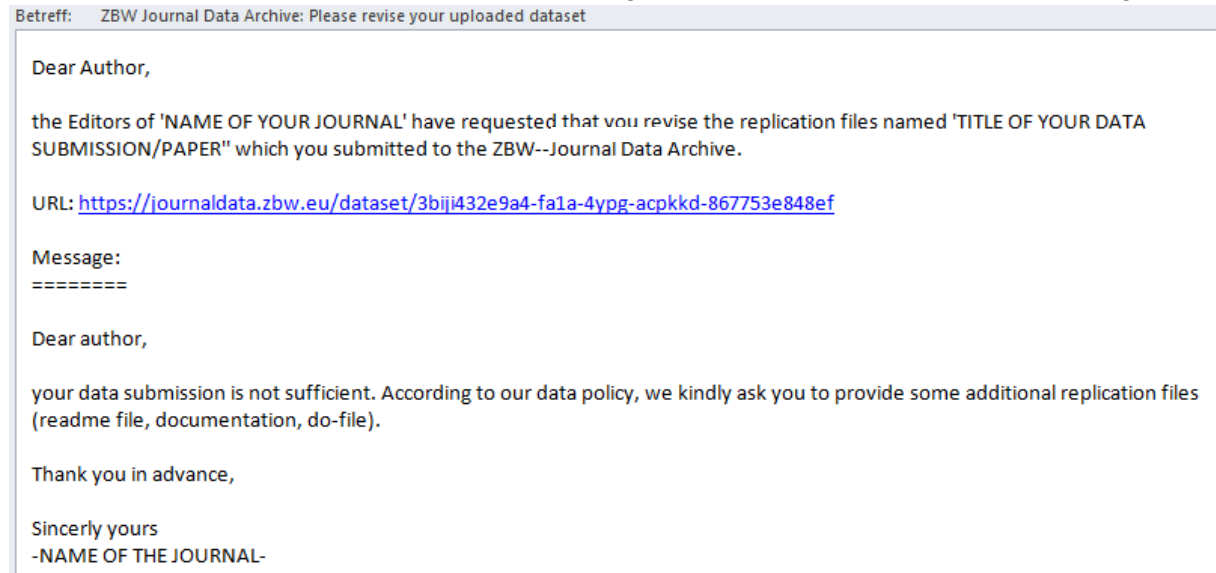 Betreff: ZBW Journal Data Archive: Please revise your uploaded dataset
Dear Author,
the Editors of 'NAME OF YOUR JOURNAL' have requested that you revise the replication files named 'TITLE OF YOUR DATA
SUBMISSION/PAPER" which you submitted to the ZBW--Journal Data Archive.
URL: https://journaldata.zbw.eu/dataset/3biji432e9a4-fa1a-4ypg-acpkkd-867753e848ef
Message:
========
Dear author,
your data submission is not sufficient. According to our data policy, we kindly ask you to provide some additional replication files
(readme file, documentation, do-file).
Thank you in advance,
Sincerly yours
-NAME OF THE JOURNAL-